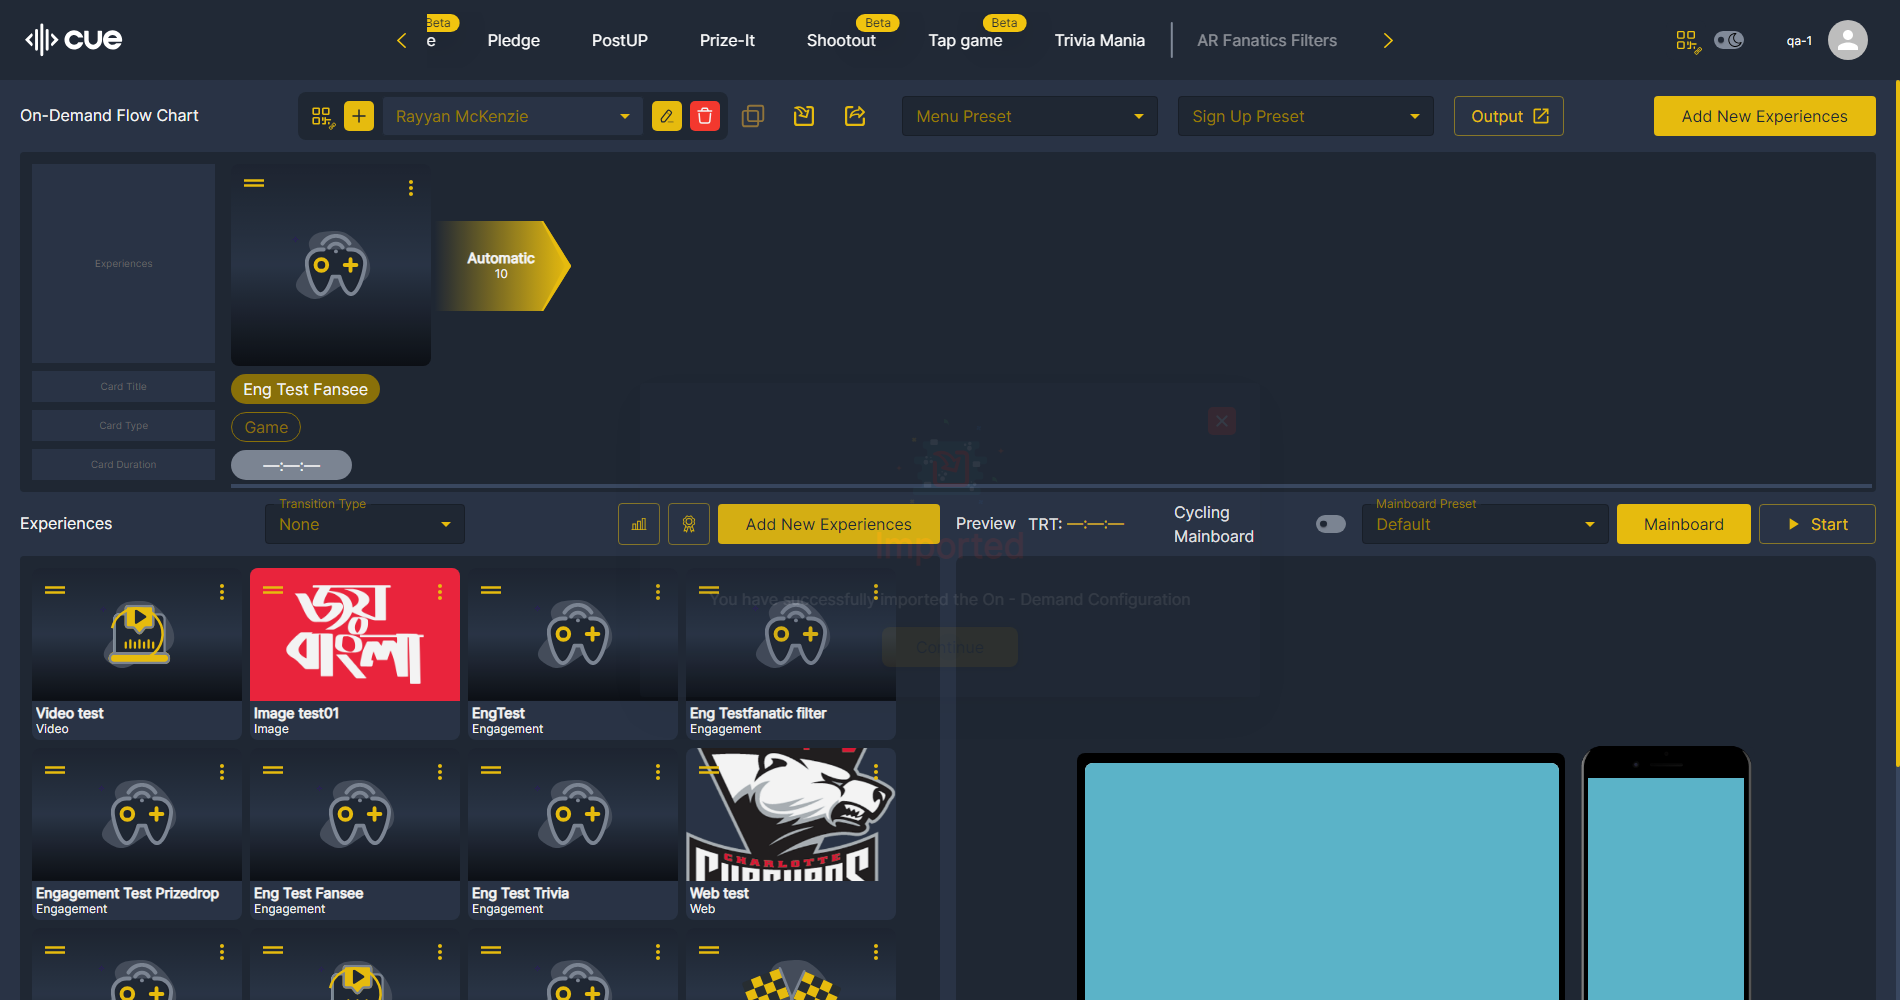 cue
Beta
e
Pledge
PostUP
Prize-It
Beta
Shootout
Beta
Tap game
Trivia Mania
AR Fanatics Filters
qa-1
On-Demand Flow Chart
Rayyan McKenzie
Menu Preset
Sign Up Preset
Output
Add New Experiences
Experiences
Automatic
10
Card Title
Eng Test Fansee
Card Type
Game
Card Duration
—:—:—
Experiences
Transition Type
None
Add New Experiences
Preview
TRT: —:—:—
Cycling
Mainboard
Mainboard Preset
Default
Mainboard
Start
Imported
You have successfully imported the On - Demand Configuration
Continue
জয়
বাংলা
Video test
Video
Image test01
Image
EngTest
Engagement
Eng Testfanatic filter
Engagement
CHARLOTTE
Engagement Test Prizedrop
Engagement
Eng Test Fansee
Engagement
Eng Test Trivia
Engagement
Web test
Web